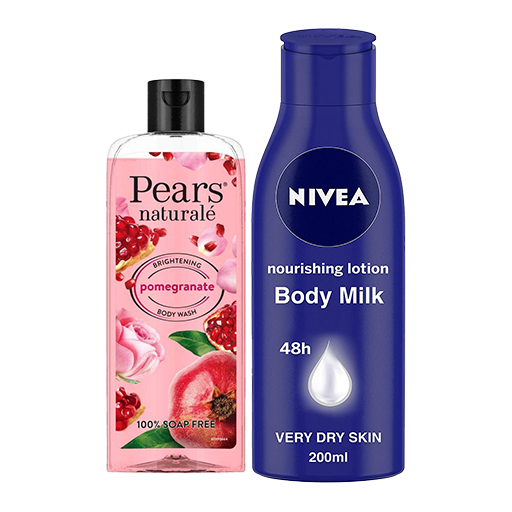 Pears®
naturalé
BRIGHTENING
pomegranate
BODY WASH
100% SOAP FREE
NIVEA
nourishing lotion
Body Milk
48h
VERY DRY SKIN
200ml